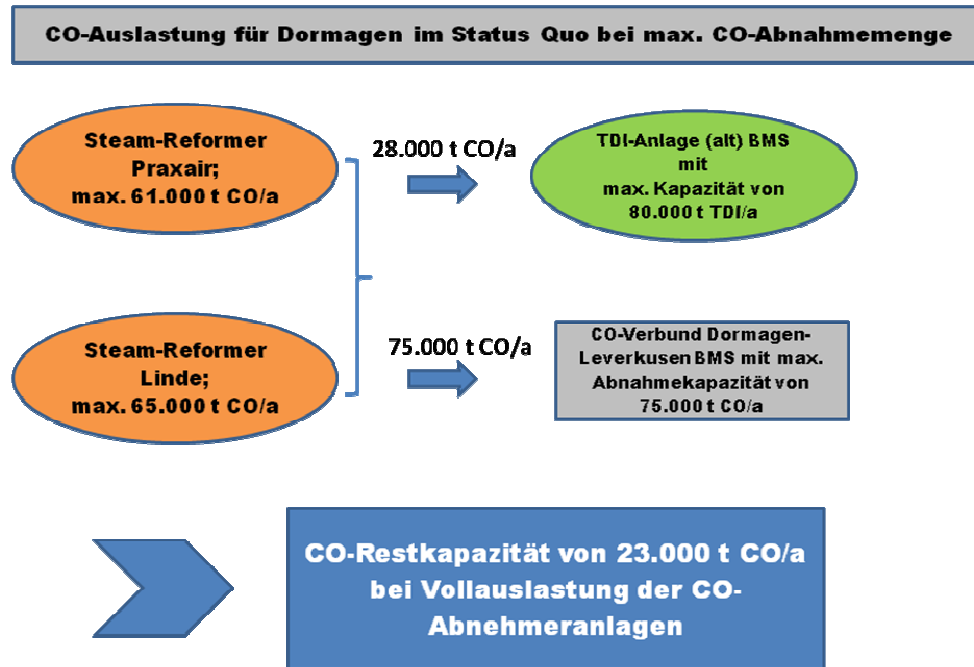 CO-Auslastung für Dormagen im Status Quo bei max. CO-Abnahmemenge
Steam-Reformer
Praxair;
max. 61.000 t CO/a
28.000 t CO/a
TDI-Anlage (alt) BMS
mit
max. Kapazität von
80.000 t TDI/a
Steam-Reformer
Linde;
max. 65.000 t CO/a
75.000 t CO/a
CO-Verbund Dormagen-
Leverkusen BMS mit max.
Abnahmekapazität von
75.000 t CO/a
CO-Restkapazität von 23.000 t CO/a
bei Vollauslastung der CO-
Abnehmeranlagen